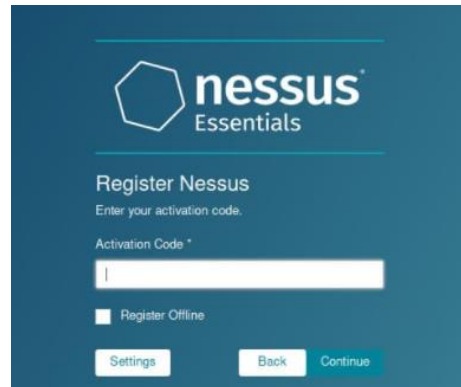 nessus
Essentials
Register Nessus
Enter your activation code.
Activation Code *
Register Offline
Settings Back Continue